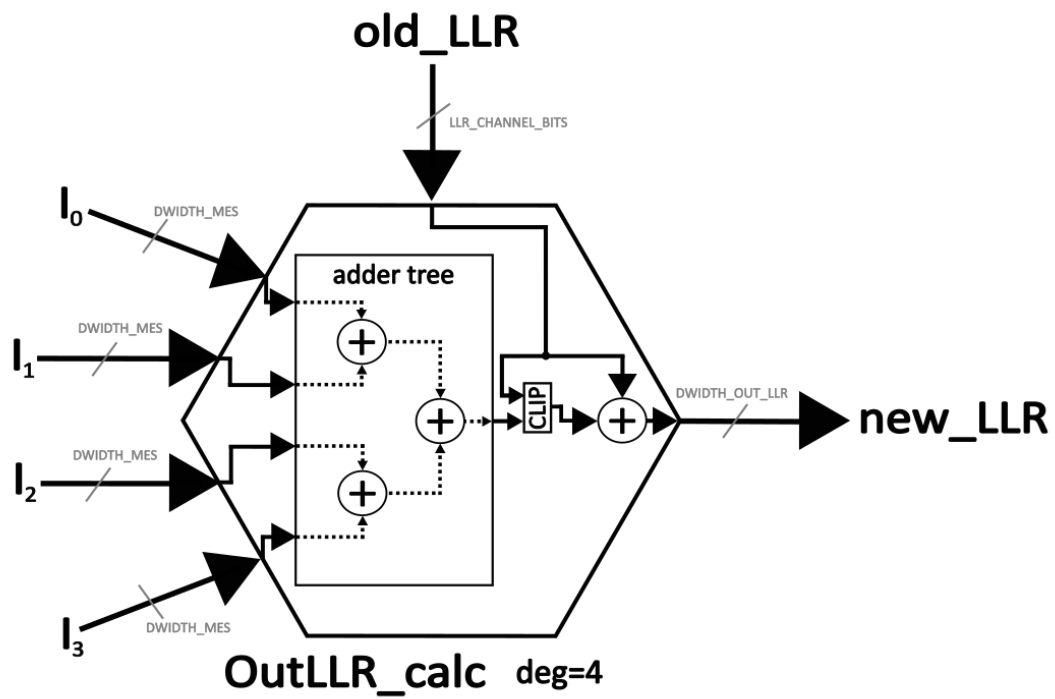 old_LLR
LLR_CHANNEL_BITS
I0
DWIDTH_MES
adder tree
+
DWIDTH_MES
I1
+
CLIP
+
DWIDTH_OUT_LLR
new_LLR
DWIDTH_MES
I2
+
I3
DWIDTH_MES
OutLLR_calc deg=4